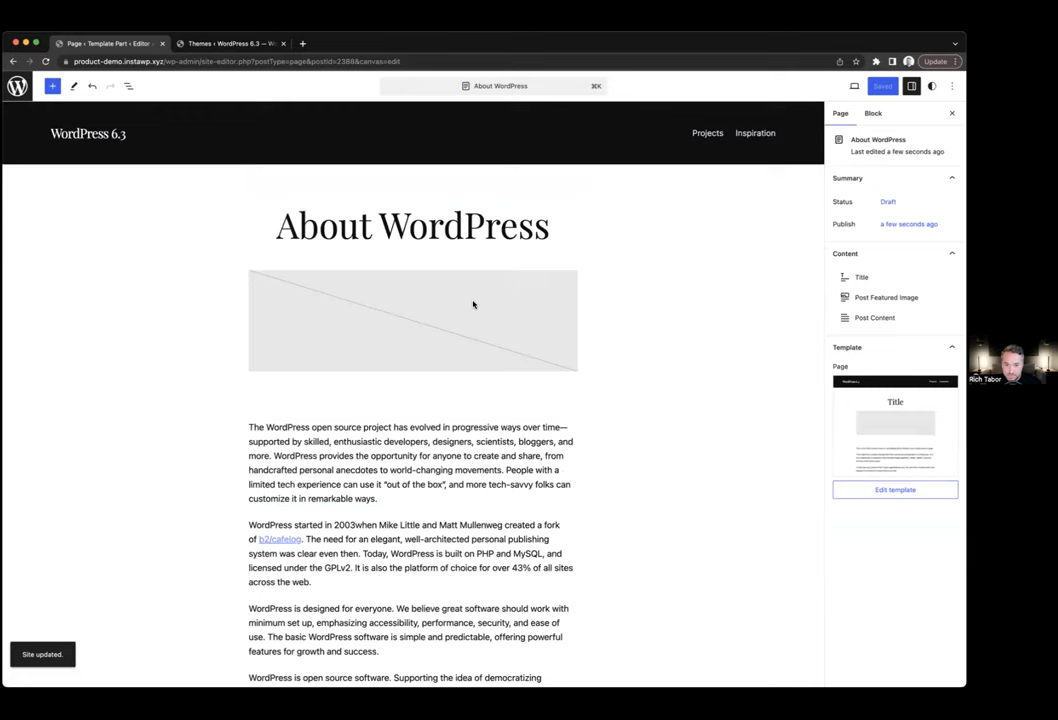 Page ‹ Template Part ‹ Editor
Themes ‹ WordPress 6.3 — W
product-demo.instawp.xyz/wp-admin/site-editor.php?postType=page&postId=2388&canvas=edit
Update
About WordPress
⌘K
Saved
WordPress 6.3
Projects
Inspiration
About WordPress
The WordPress open source project has evolved in progressive ways over time—
supported by skilled, enthusiastic developers, designers, scientists, bloggers, and
more. WordPress provides the opportunity for anyone to create and share, from
handcrafted personal anecdotes to world-changing movements. People with a
limited tech experience can use it “out of the box”, and more tech-savvy folks can
customize it in remarkable ways.
WordPress started in 2003when Mike Little and Matt Mullenweg created a fork
of b2/cafelog. The need for an elegant, well-architected personal publishing
system was clear even then. Today, WordPress is built on PHP and MySQL, and
licensed under the GPLv2. It is also the platform of choice for over 43% of all sites
across the web.
WordPress is designed for everyone. We believe great software should work with
minimum set up, emphasizing accessibility, performance, security, and ease of
use. The basic WordPress software is simple and predictable, offering powerful
features for growth and success.
WordPress is open source software. Supporting the idea of democratizing
Site updated.
Page
Block
About WordPress
Last edited a few seconds ago
Summary
Status
Draft
Publish
a few seconds ago
Content
Title
Post Featured Image
Post Content
Template
Page
Title
Edit template
Rich Tabor